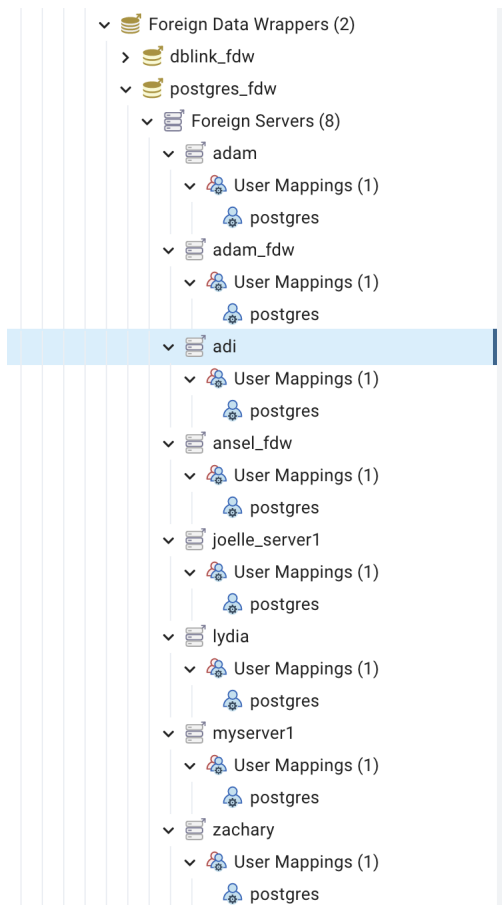 Foreign Data Wrappers (2)
dblink_fdw
postgres_fdw
Foreign Servers (8)
adam
User Mappings (1)
postgres
adam_fdw
User Mappings (1)
postgres
adi
User Mappings (1)
postgres
ansel_fdw
User Mappings (1)
postgres
joelle_server1
User Mappings (1)
postgres
lydia
User Mappings (1)
postgres
myserver1
User Mappings (1)
postgres
zachary
User Mappings (1)
postgres